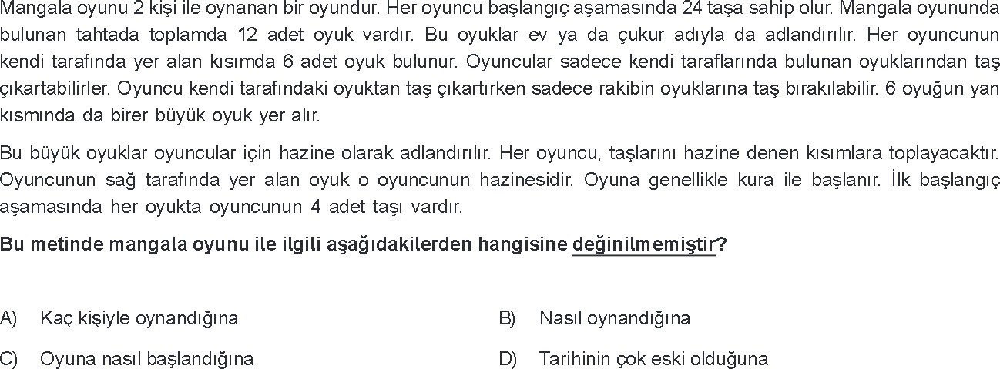 Mangala oyunu 2 kişi ile oynanan bir oyundur. Her oyuncu başlangıç aşamasında 24 taşa sahip olur. Mangala oyununda
bulunan tahtada toplamda 12 adet oyuk vardır. Bu oyuklar ev ya da çukur adıyla da adlandırılır. Her oyuncunun
kendi tarafında yer alan kısımda 6 adet oyuk bulunur. Oyuncular sadece kendi taraflarında bulunan oyuklarından taş
çıkartabilirler. Oyuncu kendi tarafındaki oyuktan taş çıkartırken sadece rakibin oyuklarına taş bırakılabilir. 6 oyuğun yan
kısmında da birer büyük oyuk yer alır.
Bu büyük oyuklar oyuncular için hazine olarak adlandırılır. Her oyuncu, taşlarını hazine denen kısımlara toplayacaktır.
Oyuncunun sağ tarafında yer alan oyuk o oyuncunun hazinesidir. Oyuna genellikle kura ile başlanır. İlk başlangıç
aşamasında her oyukta oyuncunun 4 adet taşı vardır.
Bu metinde mangala oyunu ile ilgili aşağıdakilerden hangisine değinilmemiştir?
A) Kaç kişiyle oynandığına
B) Nasıl oynandığına
C) Oyuna nasıl başlandığına
D) Tarihinin çok eski olduğuna